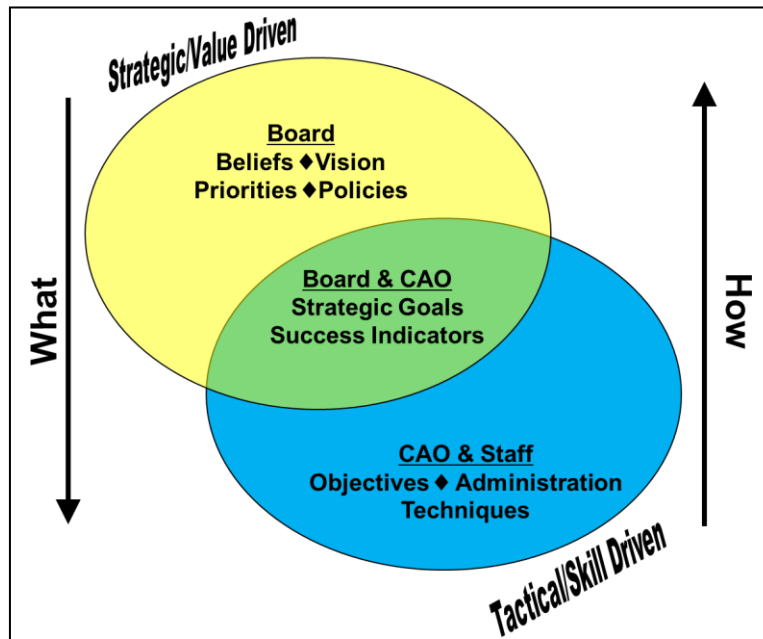 Strategic/Value Driven
Board
Beliefs ♦Vision
Priorities ♦Policies
What
How
Board & CAO
Strategic Goals
Success Indicators
CAO & Staff
Objectives ♦ Administration
Techniques
Tactical/Skill Driven